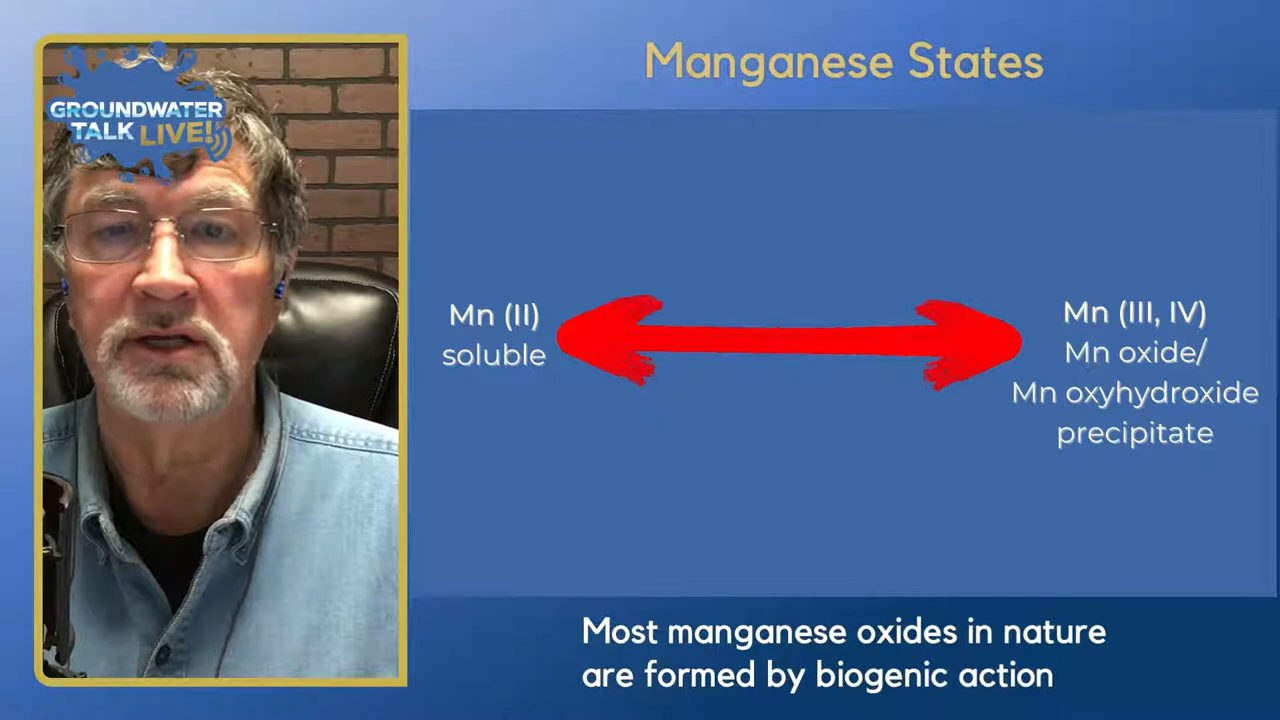 GROUNDWATER
TALK LIVE!
Manganese States
Mn (II)
soluble
Mn (III, IV)
Mn oxide/
Mn oxyhydroxide
precipitate
Most manganese oxides in nature
are formed by biogenic action